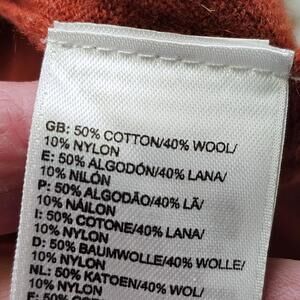 GB: 50% COTTON/40% WOOL/
10% NYLON
E: 50% ALGODÓN/40% LANA/
10% NILÓN
P: 50% ALGODÃO/40% LÃ/
10% NÁILON
I: 50% COTONE/40% LANA/
10% NYLON
D: 50% BAUMWOLLE/40% WOLLE/
10% NYLON
NL: 50% KATOEN/40% WOL/
10% NYLON